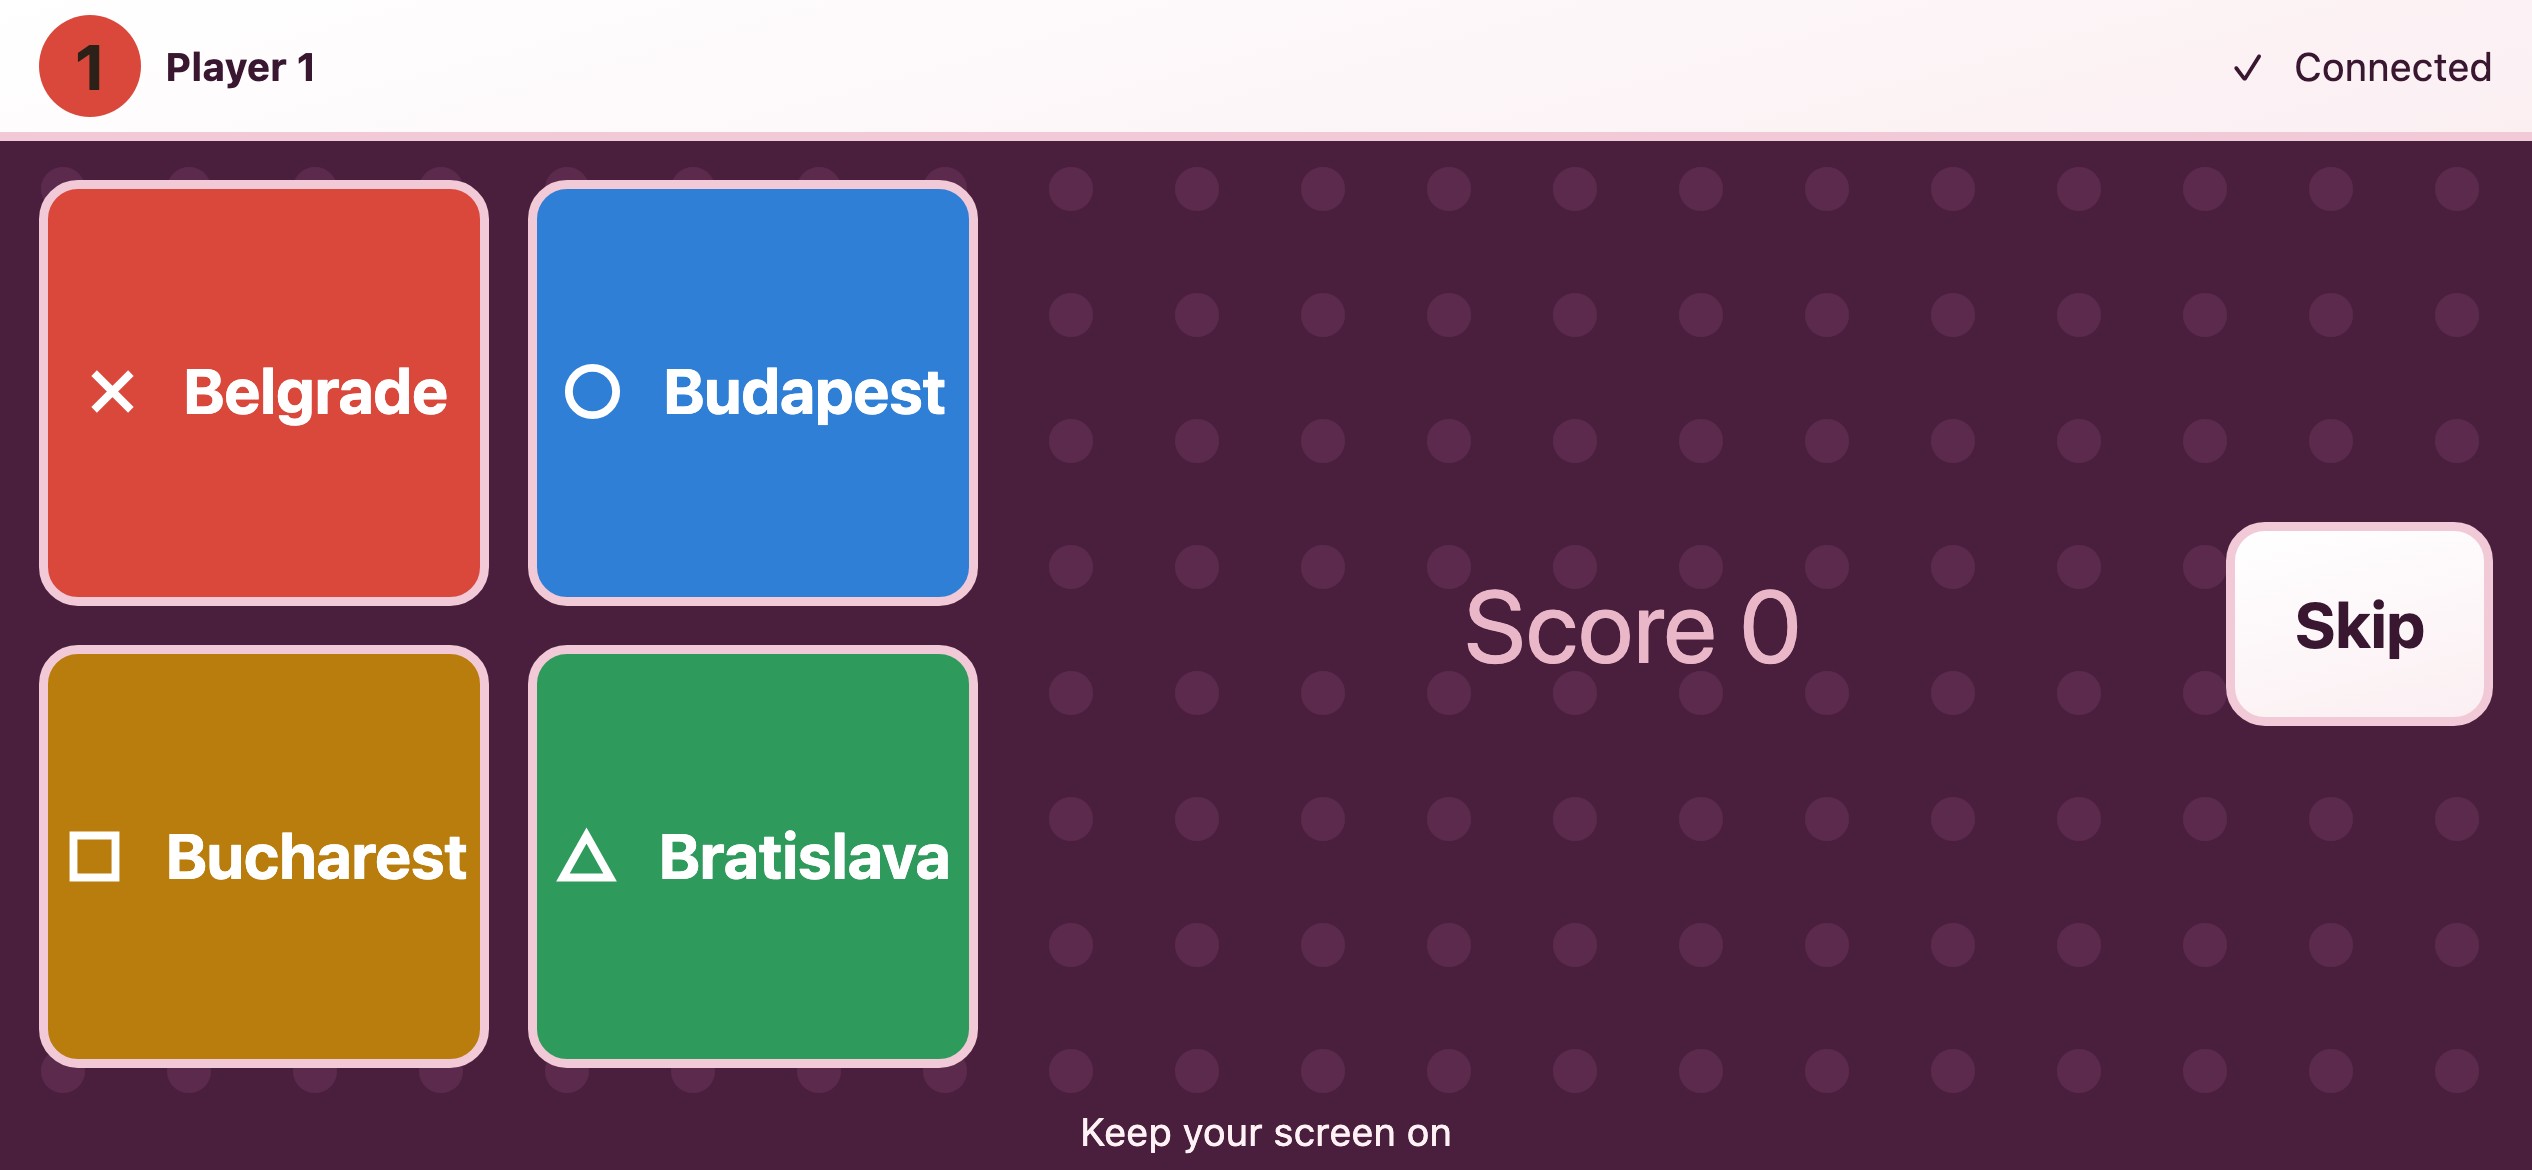 1 Player 1
✓ Connected
Belgrade
Budapest
Bucharest
Bratislava
Score 0
Skip
Keep your screen on